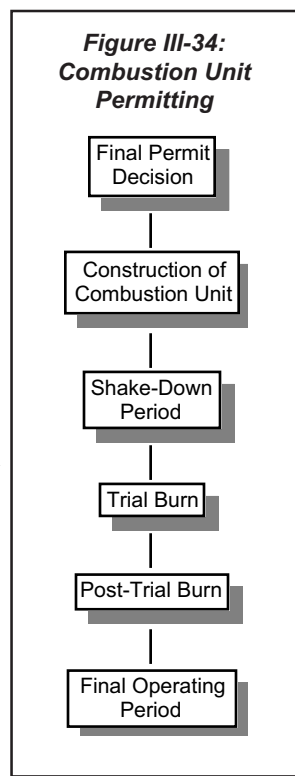 Figure III-34:
Combustion Unit
Permitting
Final Permit
Decision
Construction of
Combustion Unit
Shake-Down
Period
Trial Burn
Post-Trial Burn
Final Operating
Period